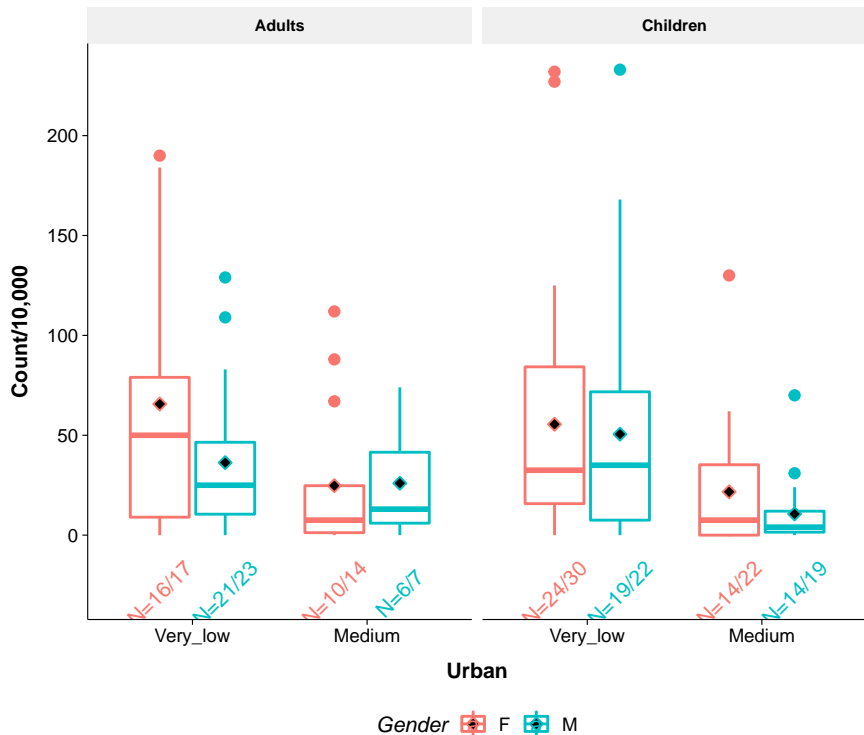 Adults
Children
Count/10,000
200
150
100
50
0
N=16/17
N=21/23
N=10/14
N=6/7
N=24/30
N=19/22
N=14/22
N=14/19
Very_low
Medium
Very_low
Medium
Urban
Gender F M